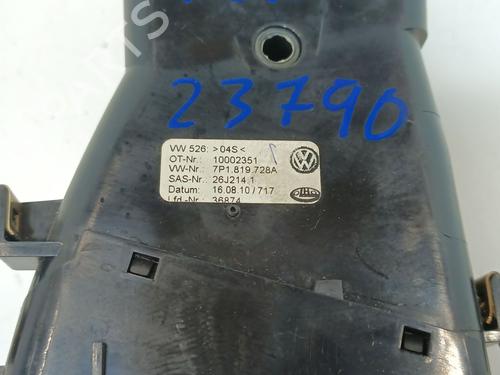 23790
VW 526: >04S<
OT-Nr.: 10002351
VW-Nr.: 7P1.819.728A
SAS-Nr.: 26J214.1
Datum: 16.08.10/717
Lfd.-Nr.: 36874